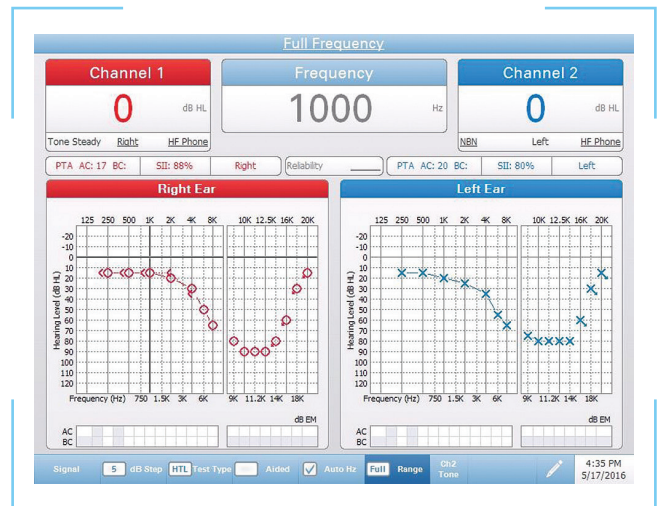 Full Frequency
Channel 1
Frequency
Channel 2
0
dB HL
1000
Hz
0
dB HL
Tone Steady Right HF Phone
NBN Left HF Phone
PTA AC: 17 BC: SII: 88% Right
Reliability
PTA AC: 20 BC: SII: 80% Left
Right Ear
Left Ear
125 250 500 1K 2K 4K 8K 10K 12.5K 16K 20K
-20
-10
0
10
20
30
40
50
60
70
80
90
100
110
120
Hearing Level (dB HL)
Frequency (Hz) 750 1.5K 3K 6K 9K 11.2K 14K 18K
dB EM
AC
BC
125 250 500 1K 2K 4K 8K 10K 12.5K 16K 20K
-20
-10
0
10
20
30
40
50
60
70
80
90
100
110
120
Hearing Level (dB HL)
Frequency (Hz) 750 1.5K 3K 6K 9K 11.2K 14K 18K
dB EM
AC
BC
Signal 5 dB Step HTL Test Type Aided Auto Hz Full Range Ch2 Tone
4:35 PM
5/17/2016